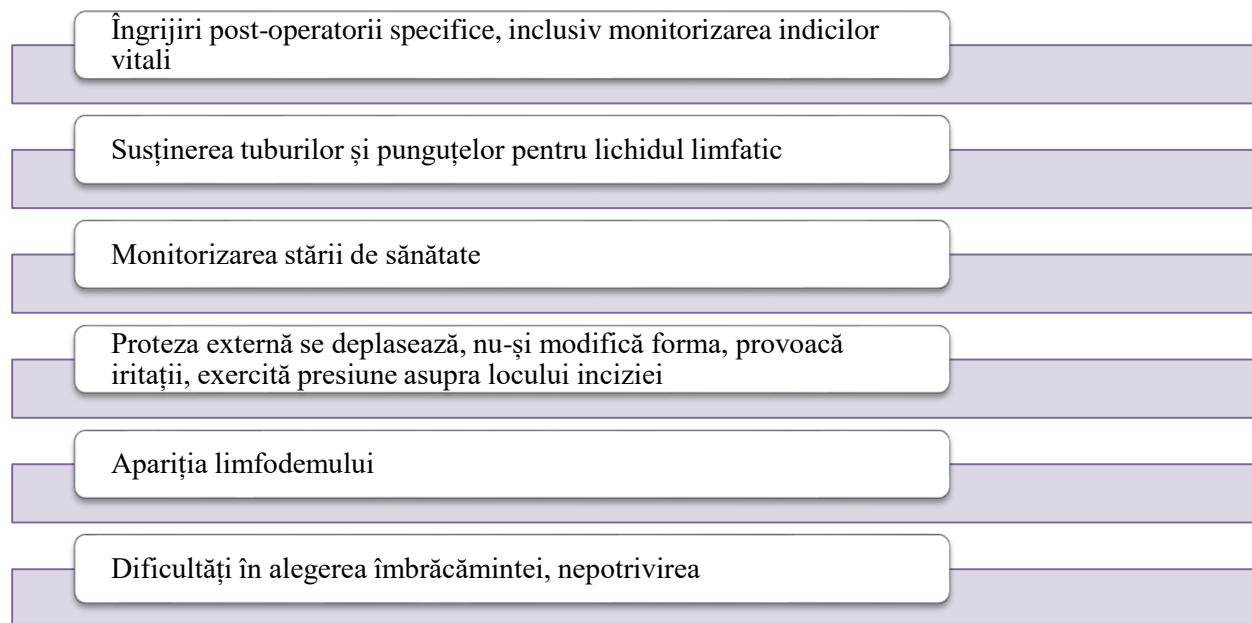 Îngrijiri post-operatorii specifice, inclusiv monitorizarea indicilor
vitali
Susținerea tuburilor și punguțelor pentru lichidul limfatic
Monitorizarea stării de sănătate
Proteza externă se deplasează, nu-și modifică forma, provoacă
iritații, exercită presiune asupra locului inciziei
Apariția limfodemului
Dificultăți în alegerea îmbrăcămintei, nepotrivirea